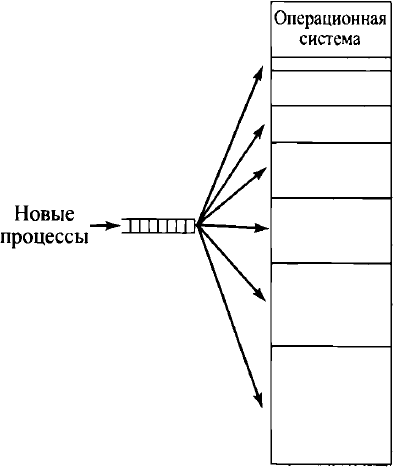 Операционная
система
Новые
процессы